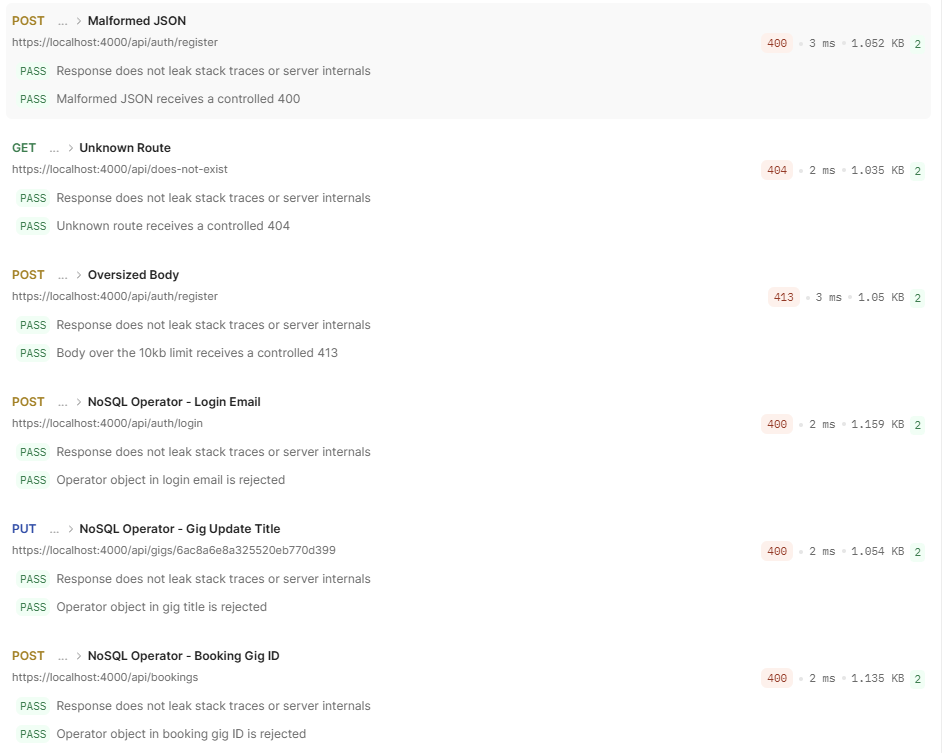 POST ... > Malformed JSON
https://localhost:4000/api/auth/register 400 • 3 ms • 1.052 KB 2
PASS Response does not leak stack traces or server internals
PASS Malformed JSON receives a controlled 400
GET ... > Unknown Route
https://localhost:4000/api/does-not-exist 404 • 2 ms • 1.035 KB 2
PASS Response does not leak stack traces or server internals
PASS Unknown route receives a controlled 404
POST ... > Oversized Body
https://localhost:4000/api/auth/register 413 • 3 ms • 1.05 KB 2
PASS Response does not leak stack traces or server internals
PASS Body over the 10kb limit receives a controlled 413
POST ... > NoSQL Operator - Login Email
https://localhost:4000/api/auth/login 400 • 2 ms • 1.159 KB 2
PASS Response does not leak stack traces or server internals
PASS Operator object in login email is rejected
PUT ... > NoSQL Operator - Gig Update Title
https://localhost:4000/api/gigs/6ac8a6e8a325520eb770d399 400 • 2 ms • 1.054 KB 2
PASS Response does not leak stack traces or server internals
PASS Operator object in gig title is rejected
POST ... > NoSQL Operator - Booking Gig ID
https://localhost:4000/api/bookings 400 • 2 ms • 1.135 KB 2
PASS Response does not leak stack traces or server internals
PASS Operator object in booking gig ID is rejected